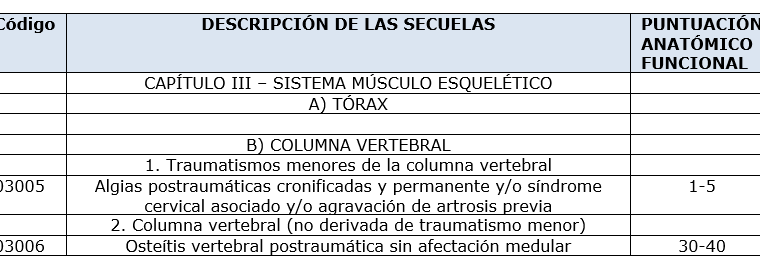 Código DESCRIPCIÓN DE LAS SECUELAS PUNTUACIÓN
ANATÓMICO
FUNCIONAL
CAPÍTULO III – SISTEMA MÚSCULO ESQUELÉTICO
A) TÓRAX
B) COLUMNA VERTEBRAL
1. Traumatismos menores de la columna vertebral
03005 Algias postraumáticas cronificadas y permanente y/o síndrome 1-5
cervical asociado y/o agravación de artrosis previa
2. Columna vertebral (no derivada de traumatismo menor)
03006 Osteítis vertebral postraumática sin afectación medular 30-40